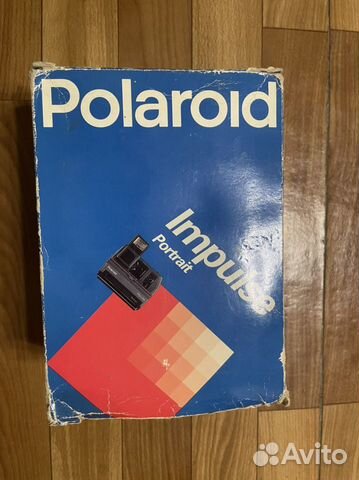 Polaroid
Impulse
Portrait
Avito